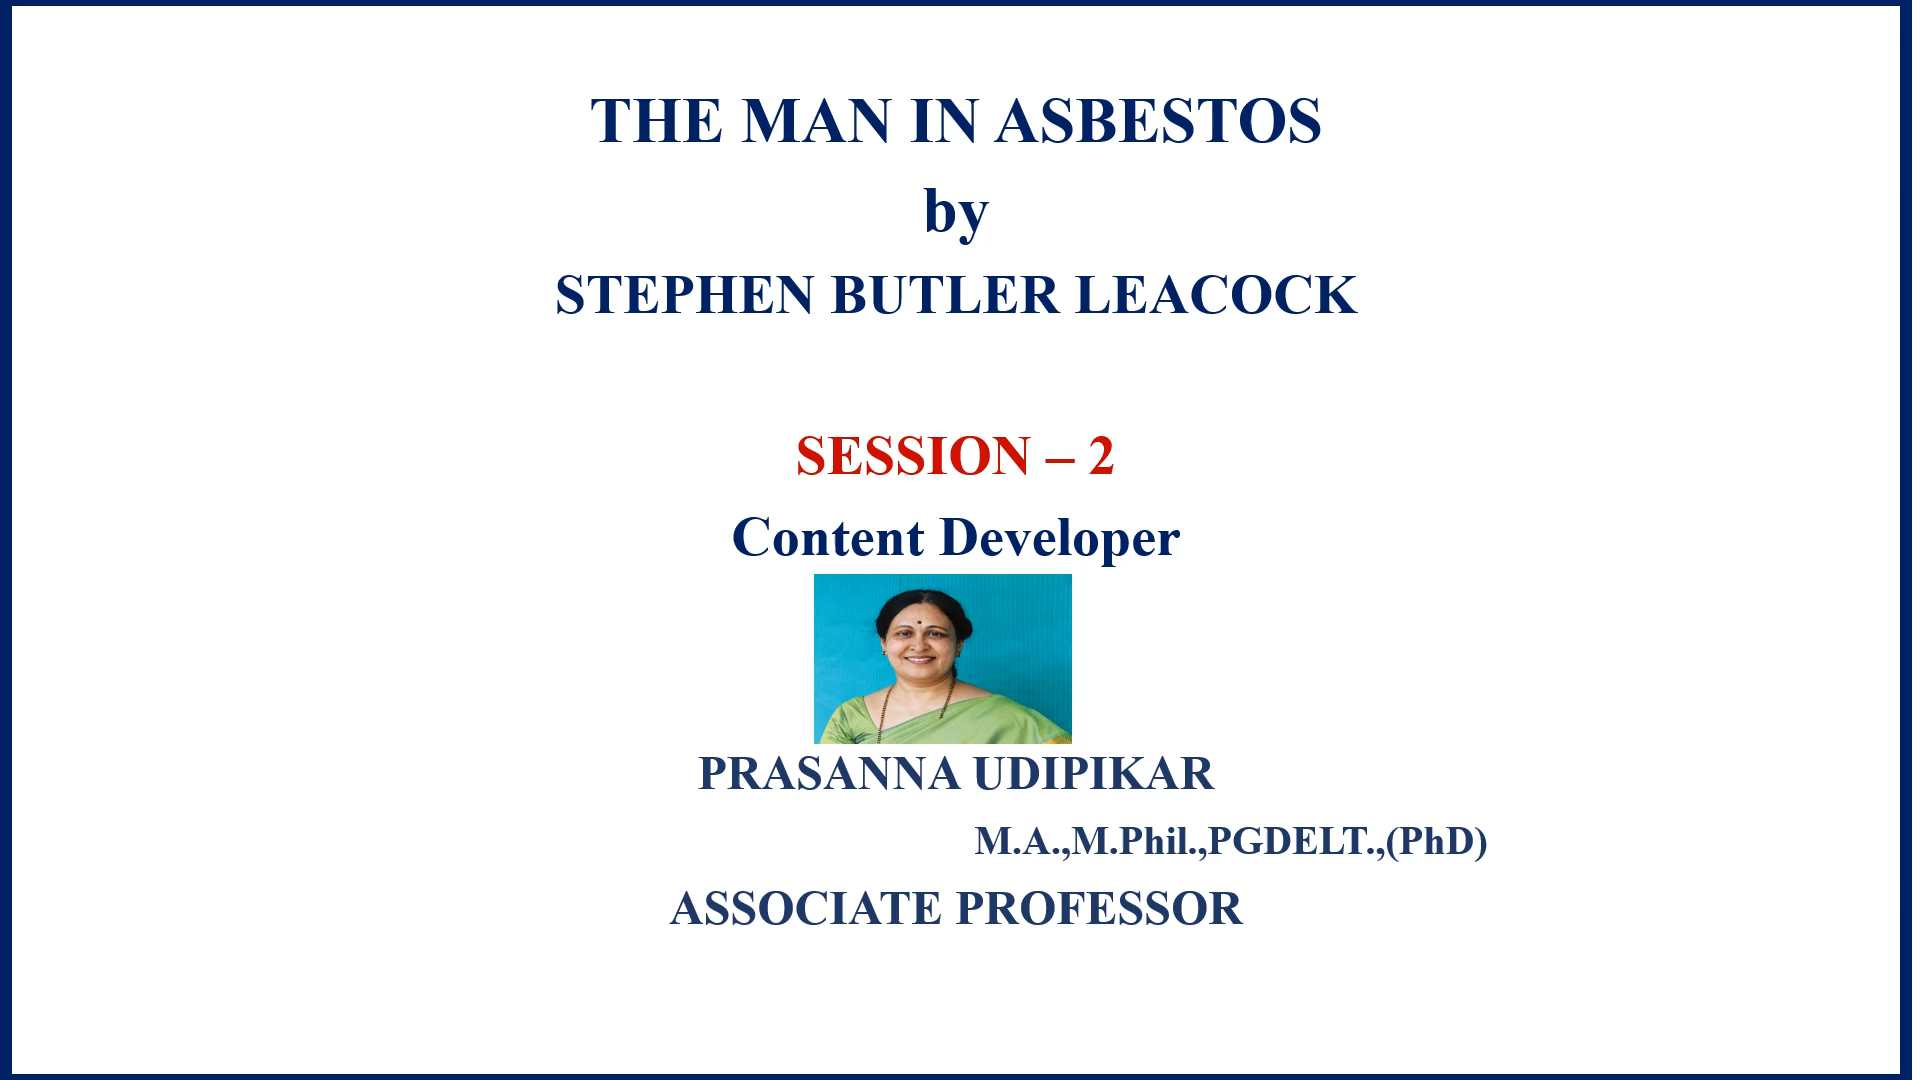 THE MAN IN ASBESTOS
by
STEPHEN BUTLER LEACOCK
SESSION – 2
Content Developer
PRASANNA UDIPIKAR
M.A.,M.Phil.,PGDELT.,(PhD)
ASSOCIATE PROFESSOR